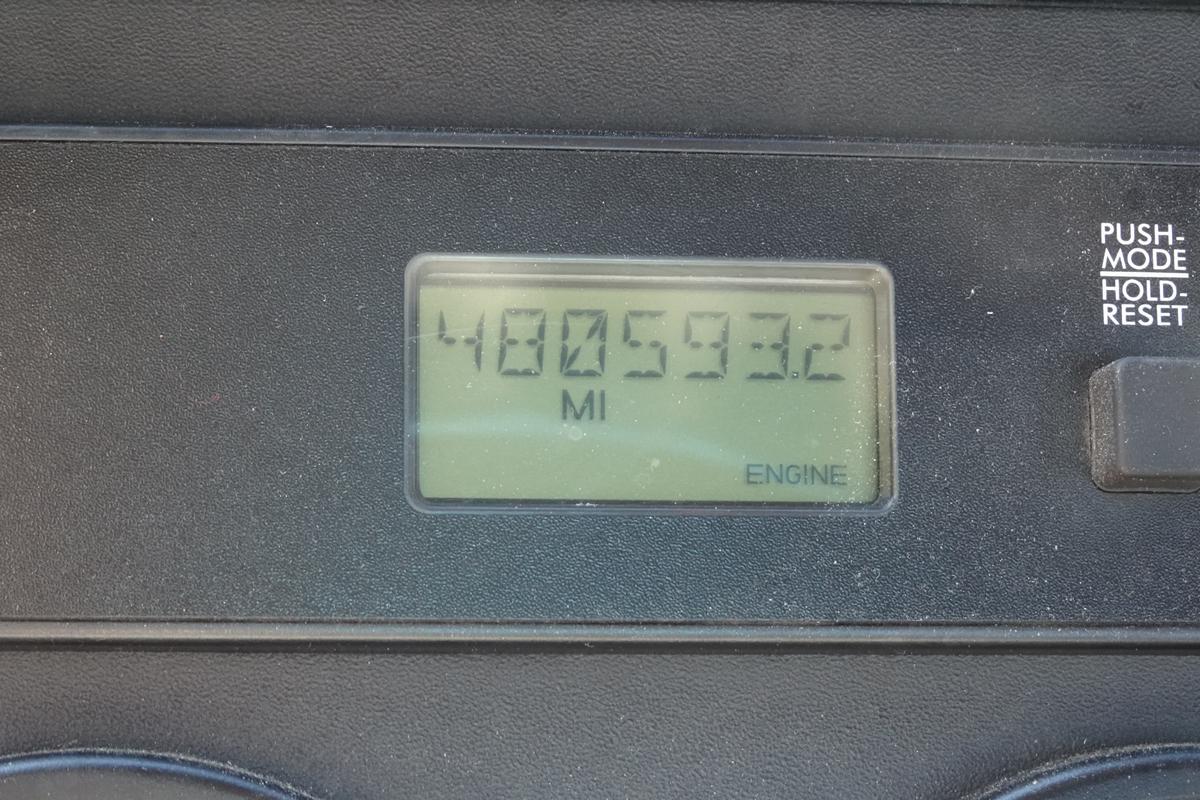 480593.2
MI
ENGINE
PUSH-
MODE
HOLD-
RESET